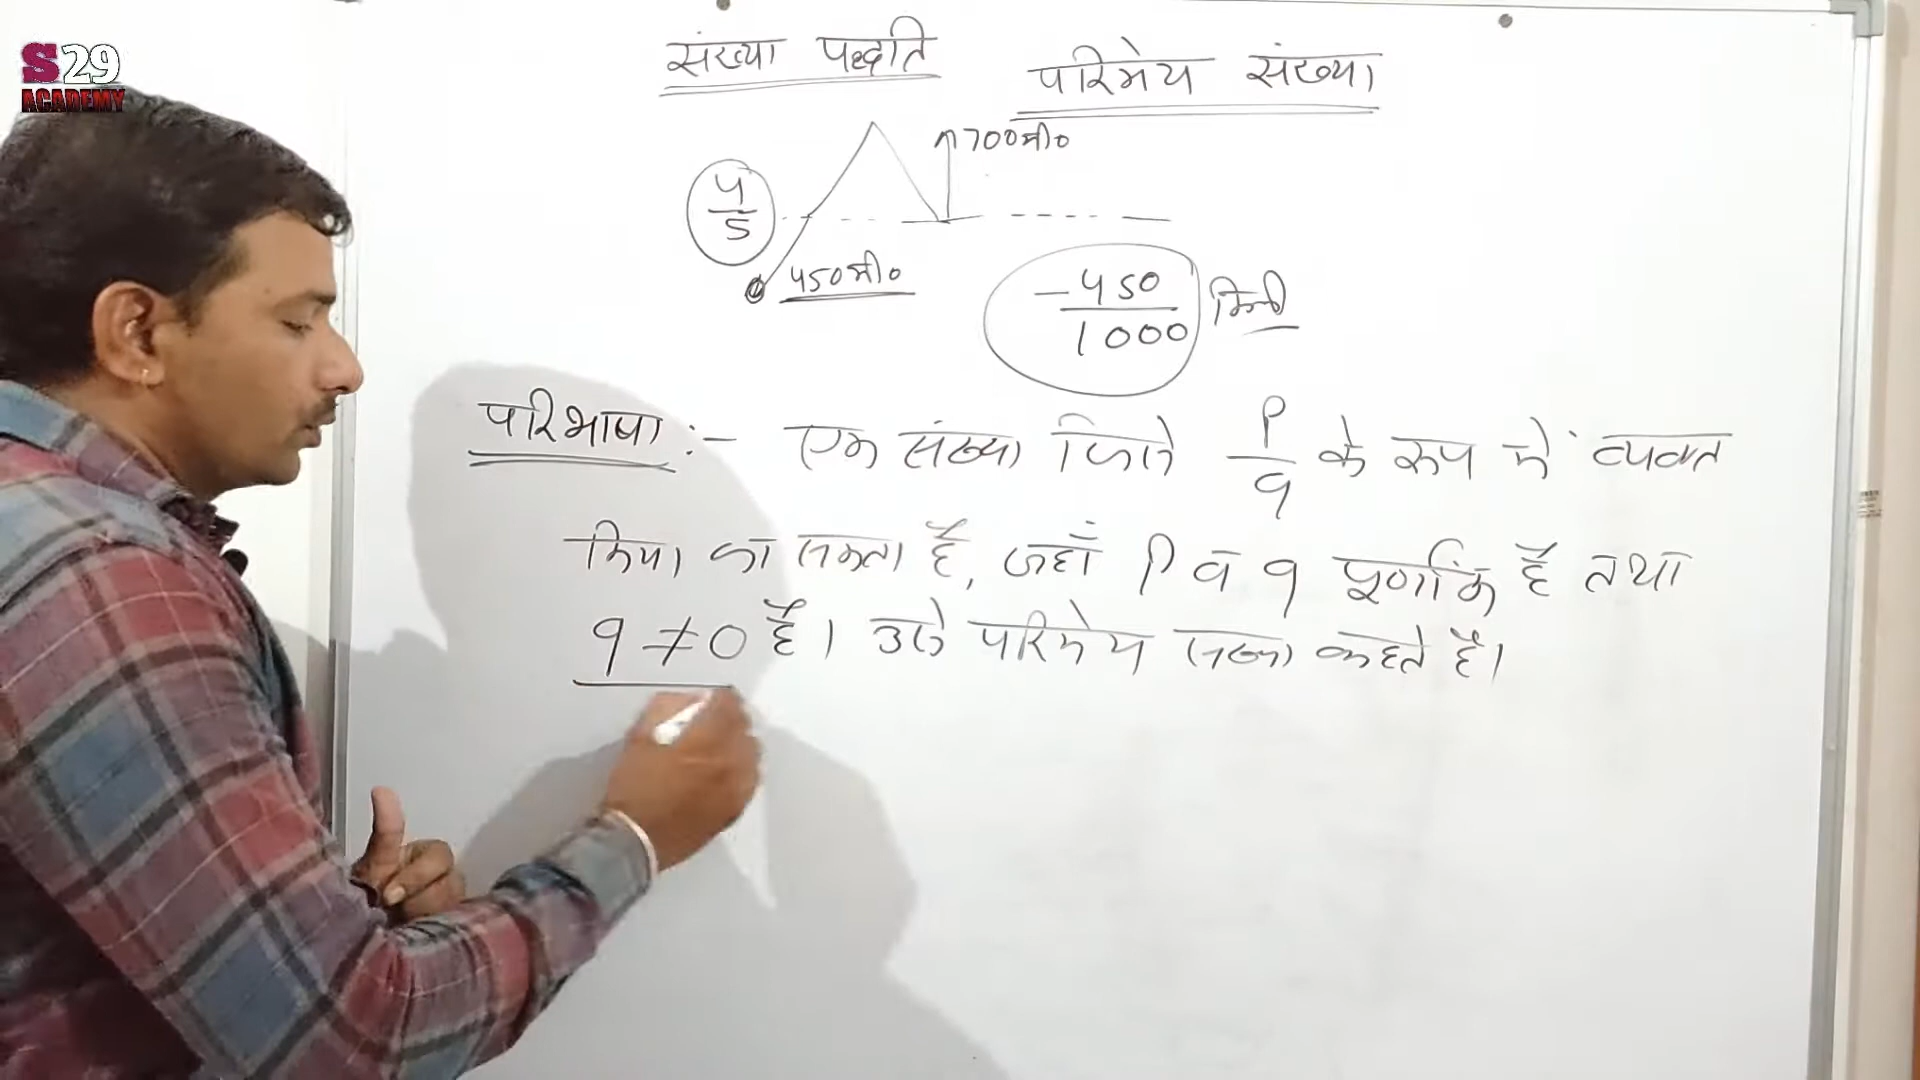 S29
ACADEMY
संख्या पद्धति
परिमेय संख्या
700मी०
4/5
450मी०
-450/1000 किमी
परिभाषा :- एक संख्या जिसे p/q के रूप में व्यक्त
किया जा सकता है, जहाँ p व q पूर्णांक है तथा
q ≠ 0 है। उसे परिमेय संख्या कहते है।